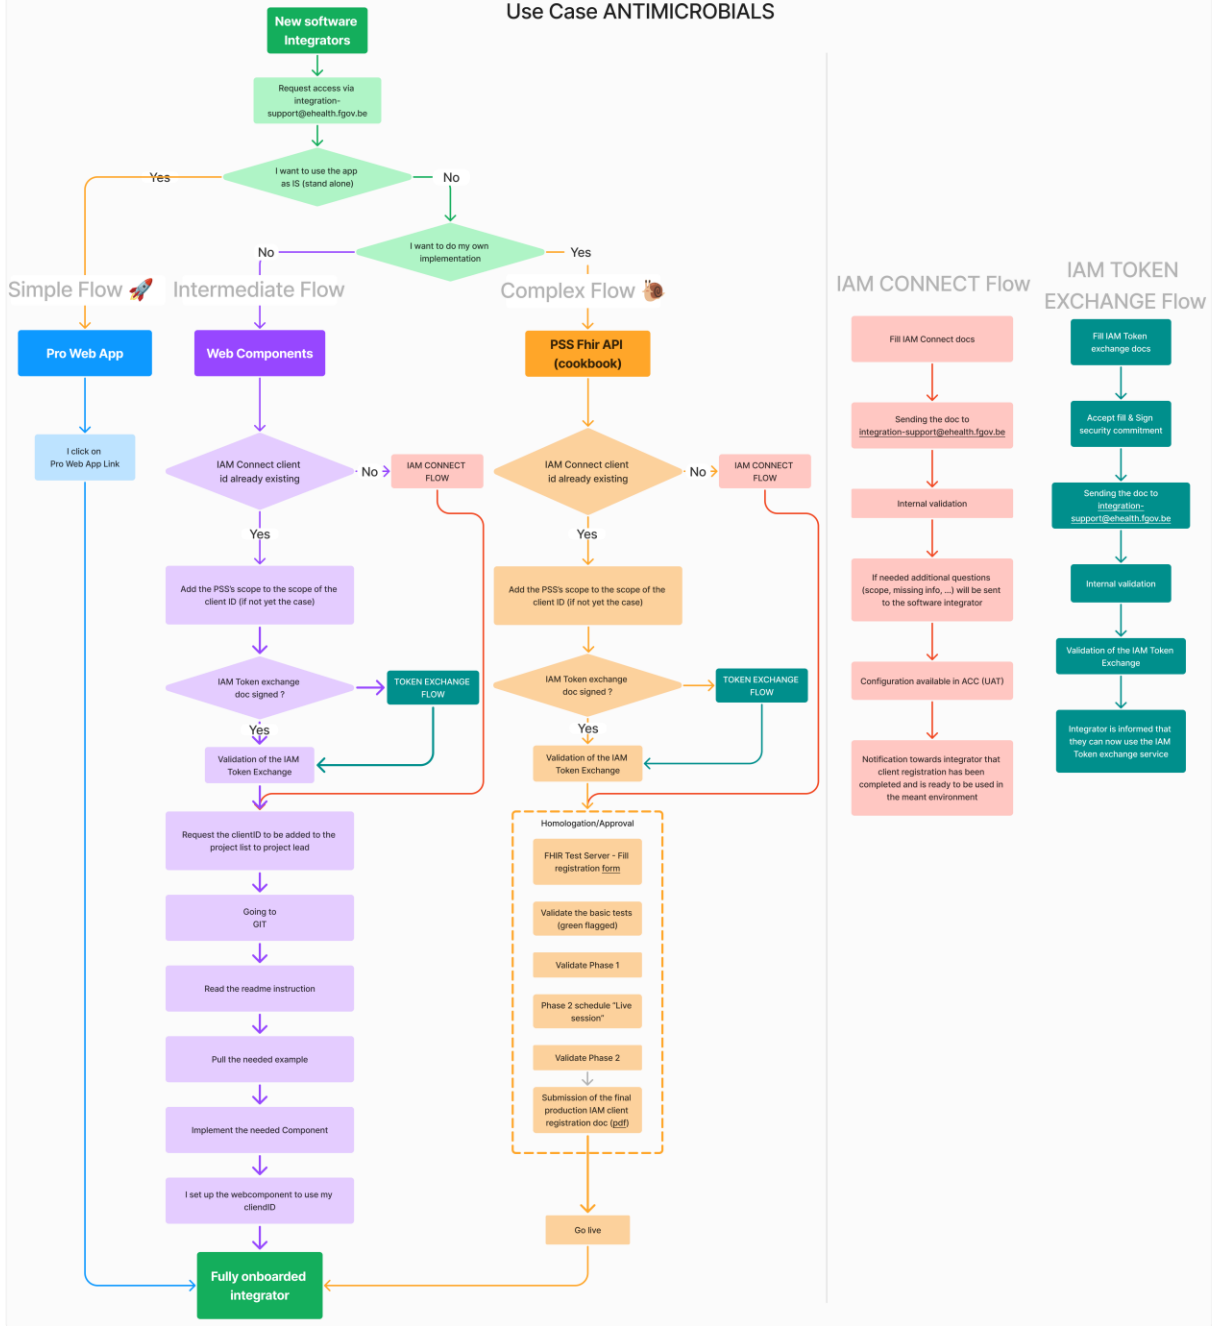 Use Case ANTIMICROBIALS
New software
Integrators
Request access via
integration-
support@ehealth.fgov.be
I want to use the app
as IS (stand alone)
Yes
No
I want to do my own
implementation
No
Yes
Simple Flow 🚀
Intermediate Flow
Complex Flow 🐌
Pro Web App
I click on
Pro Web App Link
Web Components
IAM Connect client
id already existing
No
IAM CONNECT
FLOW
Yes
Add the PSS's scope to the scope of the
client ID (if not yet the case)
IAM Token exchange
doc signed ?
TOKEN EXCHANGE
FLOW
Yes
Validation of the IAM
Token Exchange
Request the clientID to be added to the
project list to project lead
Going to
GIT
Read the readme instruction
Pull the needed example
Implement the needed Component
I set up the webcomponent to use my
cliendID
Fully onboarded
integrator
PSS Fhir API
(cookbook)
IAM Connect client
id already existing
No
IAM CONNECT
FLOW
Yes
Add the PSS's scope to the scope of the
client ID (if not yet the case)
IAM Token exchange
doc signed ?
TOKEN EXCHANGE
FLOW
Yes
Validation of the IAM
Token Exchange
Homologation/Approval
FHIR Test Server - Fill
registration form
Validate the basic tests
(green flagged)
Validate Phase 1
Phase 2 schedule "Live
session"
Validate Phase 2
Submission of the final
production IAM client
registration doc (pdf)
Go live
IAM CONNECT Flow
Fill IAM Connect docs
Sending the doc to
integration-support@ehealth.fgov.be
Internal validation
If needed additional questions
(scope, missing info, ...) will be sent
to the software integrator
Configuration available in ACC (UAT)
Notification towards integrator that
client registration has been
completed and is ready to be used in
the meant environment
IAM TOKEN
EXCHANGE Flow
Fill IAM Token
exchange docs
Accept fill & Sign
security commitment
Sending the doc to
integration-
support@ehealth.fgov.be
Internal validation
Validation of the IAM Token
Exchange
Integrator is informed that
they can now use the IAM
Token exchange service